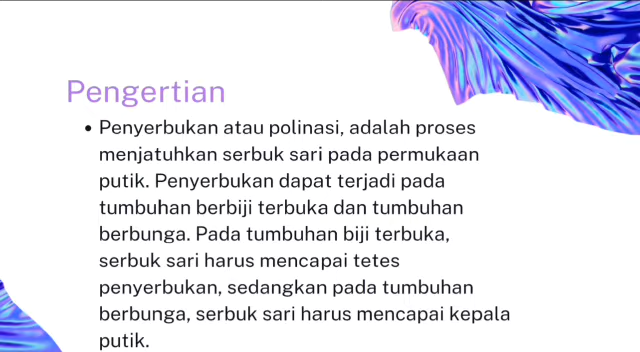 Pengertian
• Penyerbukan atau polinasi, adalah proses
menjatuhkan serbuk sari pada permukaan
putik. Penyerbukan dapat terjadi pada
tumbuhan berbiji terbuka dan tumbuhan
berbunga. Pada tumbuhan biji terbuka,
serbuk sari harus mencapai tetes
penyerbukan, sedangkan pada tumbuhan
berbunga, serbuk sari harus mencapai kepala
putik.